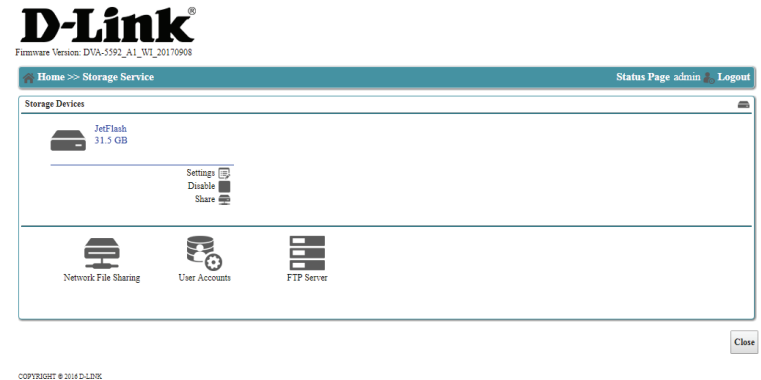 D-Link®
Firmware Version: DVA-5592_A1_WI_20170908
Home >> Storage Service Status Page admin Logout
Storage Devices
JetFlash
31.5 GB
Settings
Disable
Share
Network File Sharing User Accounts FTP Server
Close
COPYRIGHT © 2016 D-LINK